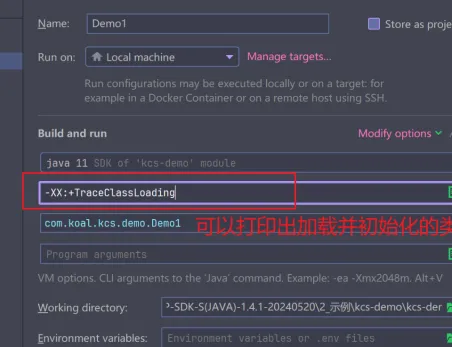 Name: Demo1
Store as proje
Run on: Local machine Manage targets...
Run configurations may be executed locally or on a target: for
example in a Docker Container or on a remote host using SSH.
Build and run
Modify options
java 11 SDK of 'kcs-demo' module
-XX:+TraceClassLoading
com.koal.kcs.demo.Demo1
可以打印出加载并初始化的类
Program arguments
VM options. CLI arguments to the 'Java' command. Example: -ea -Xmx2048m. Alt+V
Working directory: P-SDK-S(JAVA)-1.4.1-20240520\2_示例\kcs-demo\kcs-der
Environment variables: Environment variables or .env files